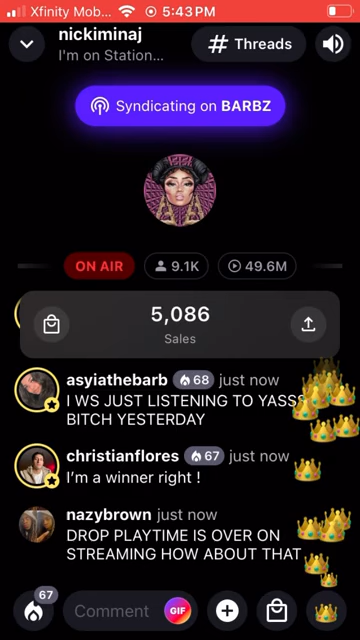 Xfinity Mob... 5:43 PM
nickiminaj
I'm on Station...
# Threads
Syndicating on BARBZ
ON AIR 9.1K 49.6M
5,086
Sales
asyiathebarb 68 just now
I WS JUST LISTENING TO YASSS
BITCH YESTERDAY
christianflores 67 just now
I'm a winner right !
nazybrown just now
DROP PLAYTIME IS OVER ON
STREAMING HOW ABOUT THAT
67
Comment GIF